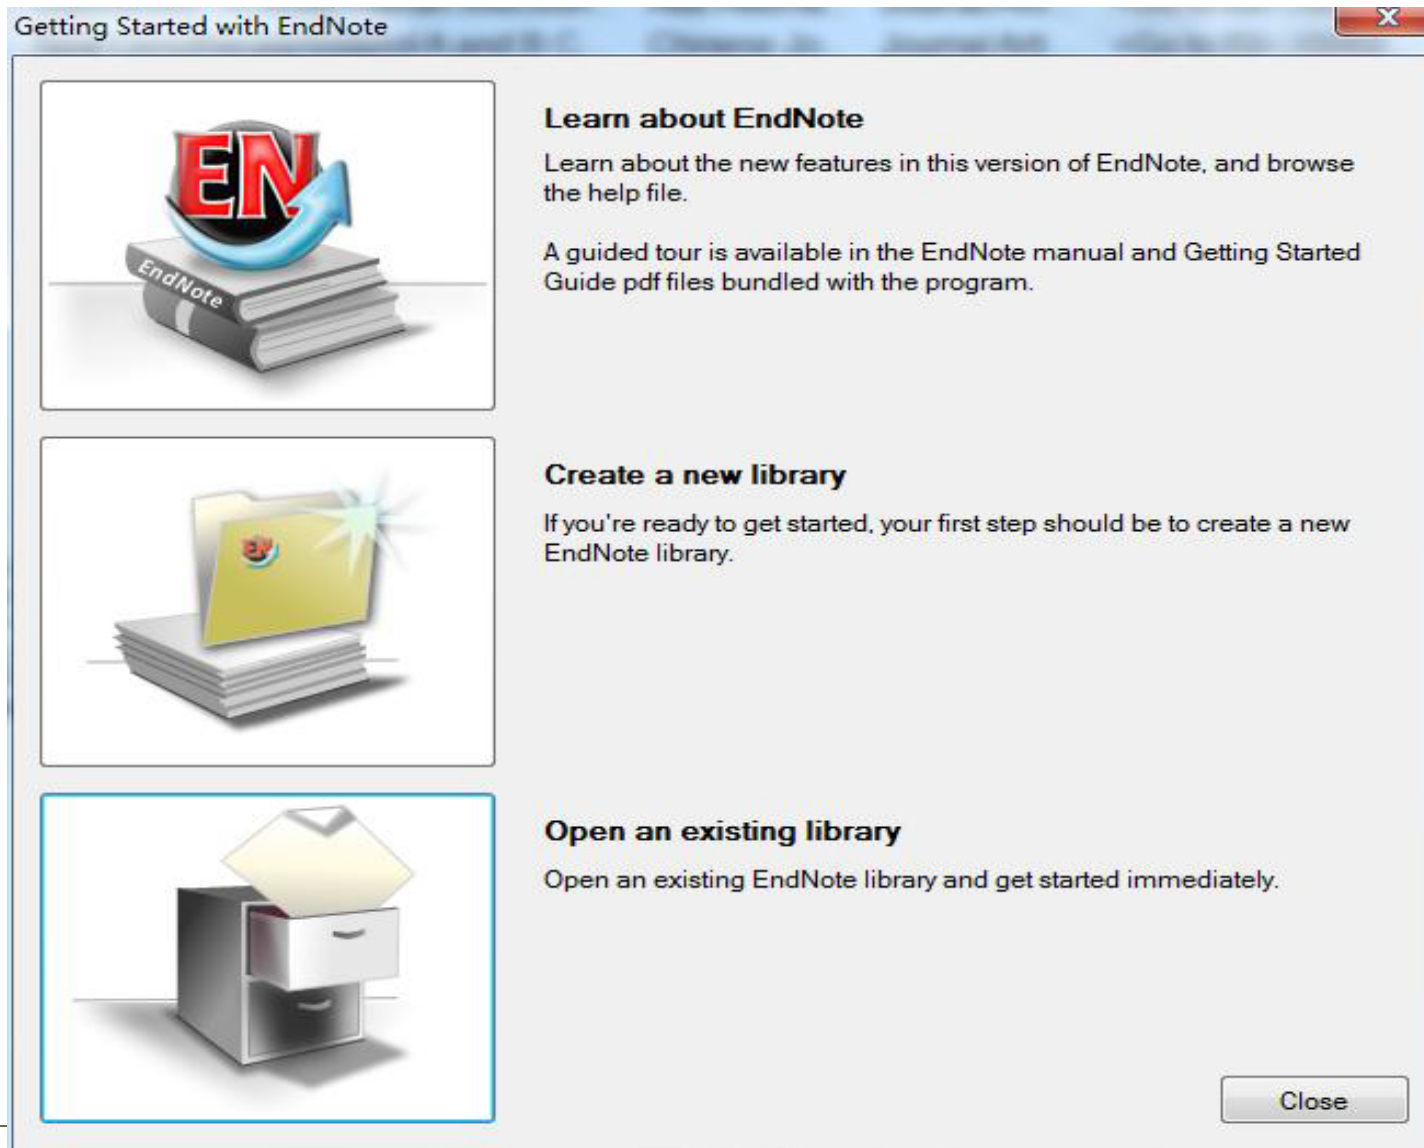 Getting Started with EndNote
EN
EndNote
Learn about EndNote
Learn about the new features in this version of EndNote, and browse
the help file.
A guided tour is available in the EndNote manual and Getting Started
Guide pdf files bundled with the program.
EN
Create a new library
If you're ready to get started, your first step should be to create a new
EndNote library.
Open an existing library
Open an existing EndNote library and get started immediately.
Close